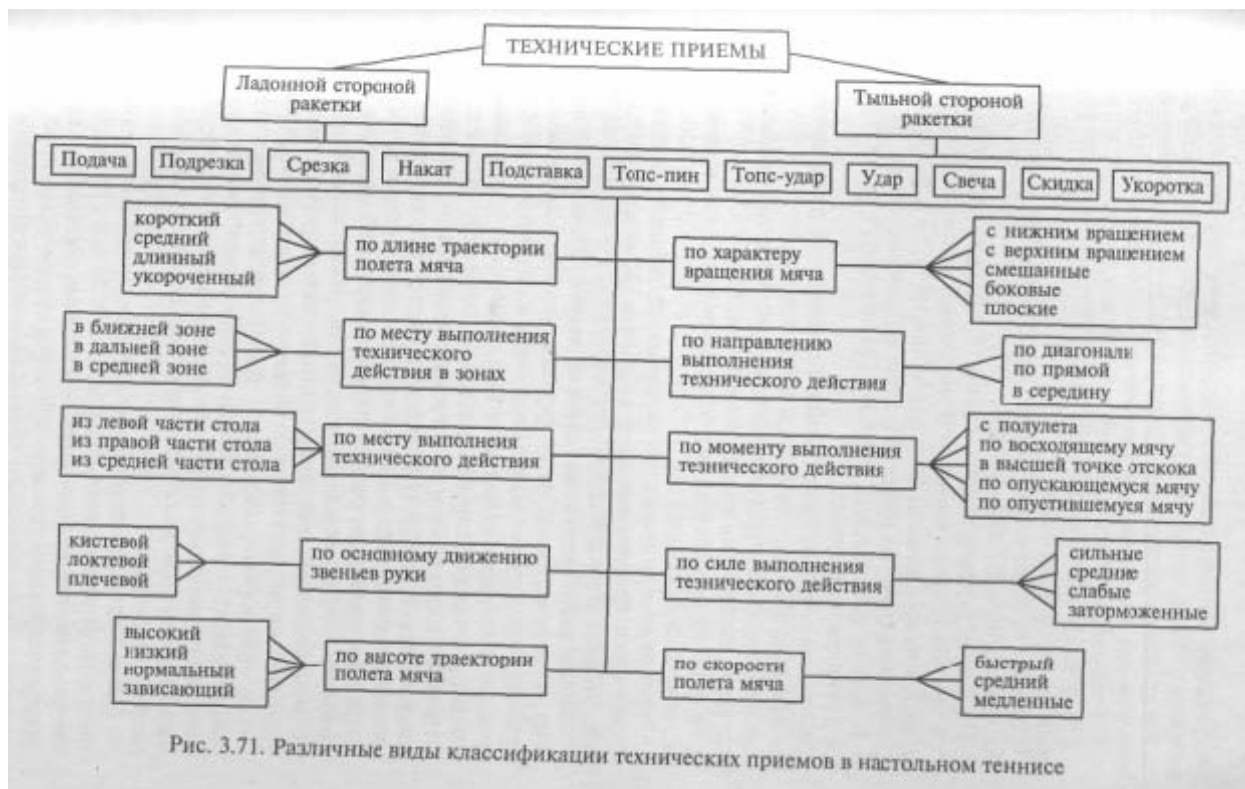 ТЕХНИЧЕСКИЕ ПРИЕМЫ
Ладонной стороной
ракетки
Тыльной стороной
ракетки
Подача
Подрезка
Срезка
Накат
Подставка
Топс-пин
Топс-удар
Удар
Свеча
Скидка
Укоротка
короткий
средний
длинный
укороченный
по длине траектории
полета мяча
по характеру
вращения мяча
с нижним вращением
с верхним вращением
смешанные
боковые
плоские
в ближней зоне
в дальней зоне
в средней зоне
по месту выполнения
технического
действия в зонах
по направлению
выполнения
технического действия
по диагонали
по прямой
в середину
из левой части стола
из правой части стола
из средней части стола
по месту выполнеия
технического действия
по моменту выполнения
тезнического действия
с полулета
по восходящему мячу
в высшей точке отскока
по опускающемуся мячу
по опустившемуся мячу
кистевой
локтевой
плечевой
по основному движению
звеньев руки
по силе выполнения
тезнического действия
сильные
средние
слабые
заторможенные
высокий
низкий
нормальный
зависающий
по высоте траектории
полета мяча
по скорости
полета мяча
быстрый
средний
медленные
Рис. 3.71. Различные виды классификации технических приемов в настольном теннисе